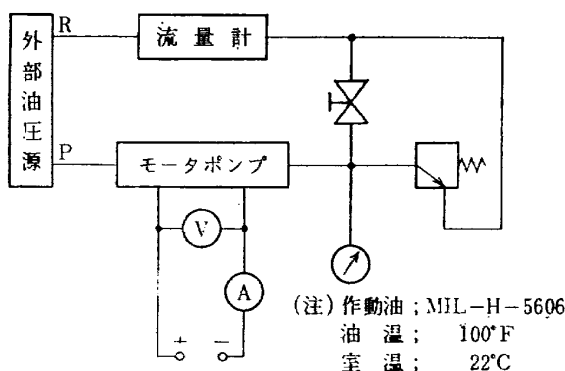 外部油圧源
R
流量計
P
モータポンプ
V
A
+ −
(注) 作動油 ; MIL-H-5606
油温 ; 100°F
室温 ; 22°C